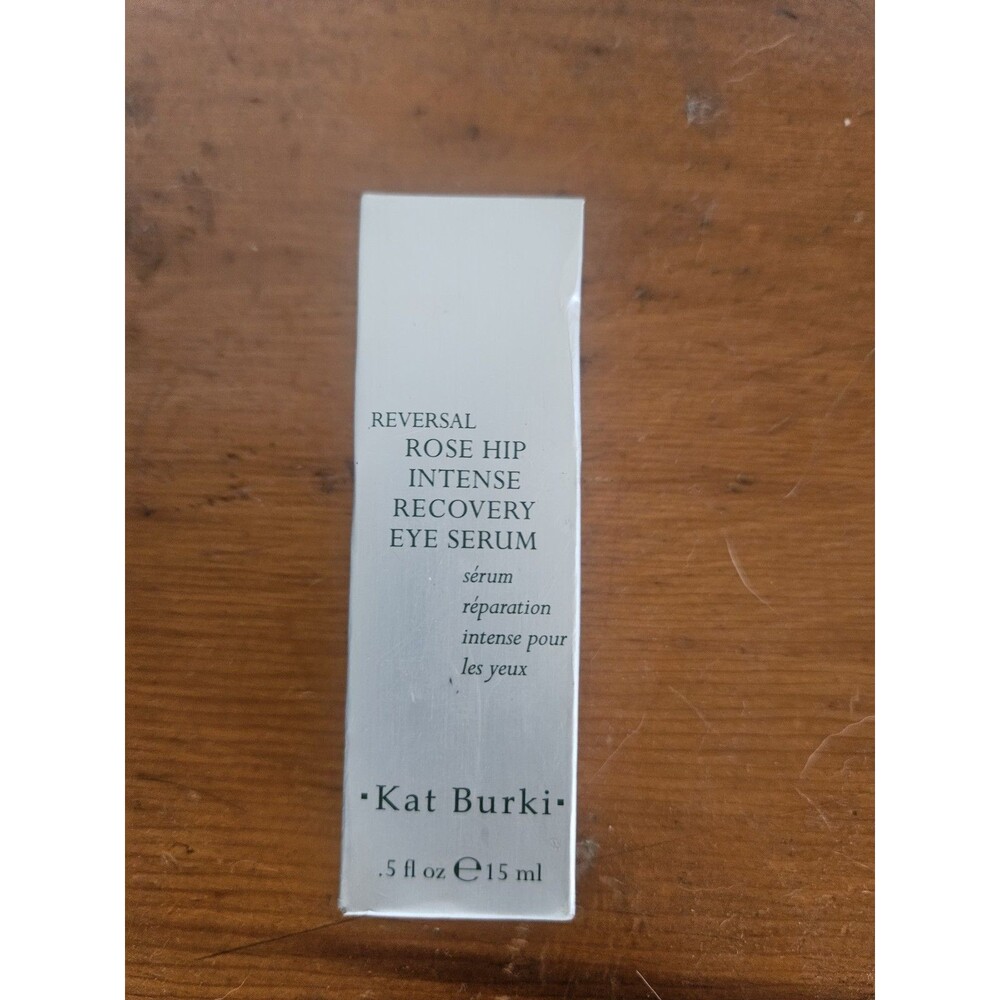 REVERSAL
ROSE HIP
INTENSE
RECOVERY
EYE SERUM
sérum
réparation
intense pour
les yeux
·Kat Burki·
.5 fl oz ℮ 15 ml